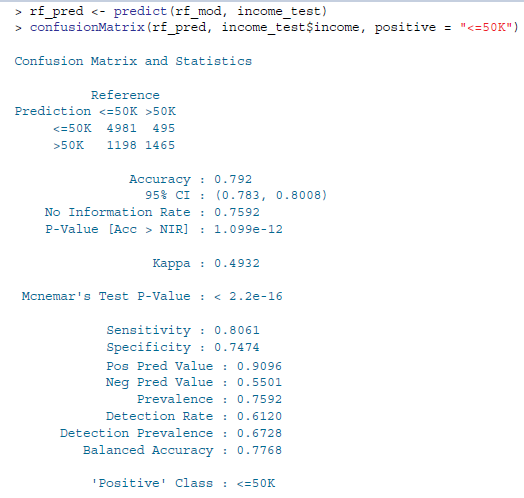 > rf_pred <- predict(rf_mod, income_test)
> confusionMatrix(rf_pred, income_test$income, positive = "<=50K")
Confusion Matrix and Statistics
Reference
Prediction <=50K >50K
<=50K 4981 495
>50K 1198 1465
Accuracy : 0.792
95% CI : (0.783, 0.8008)
No Information Rate : 0.7592
P-Value [Acc > NIR] : 1.099e-12
Kappa : 0.4932
Mcnemar's Test P-Value : < 2.2e-16
Sensitivity : 0.8061
Specificity : 0.7474
Pos Pred Value : 0.9096
Neg Pred Value : 0.5501
Prevalence : 0.7592
Detection Rate : 0.6120
Detection Prevalence : 0.6728
Balanced Accuracy : 0.7768
'Positive' Class : <=50K